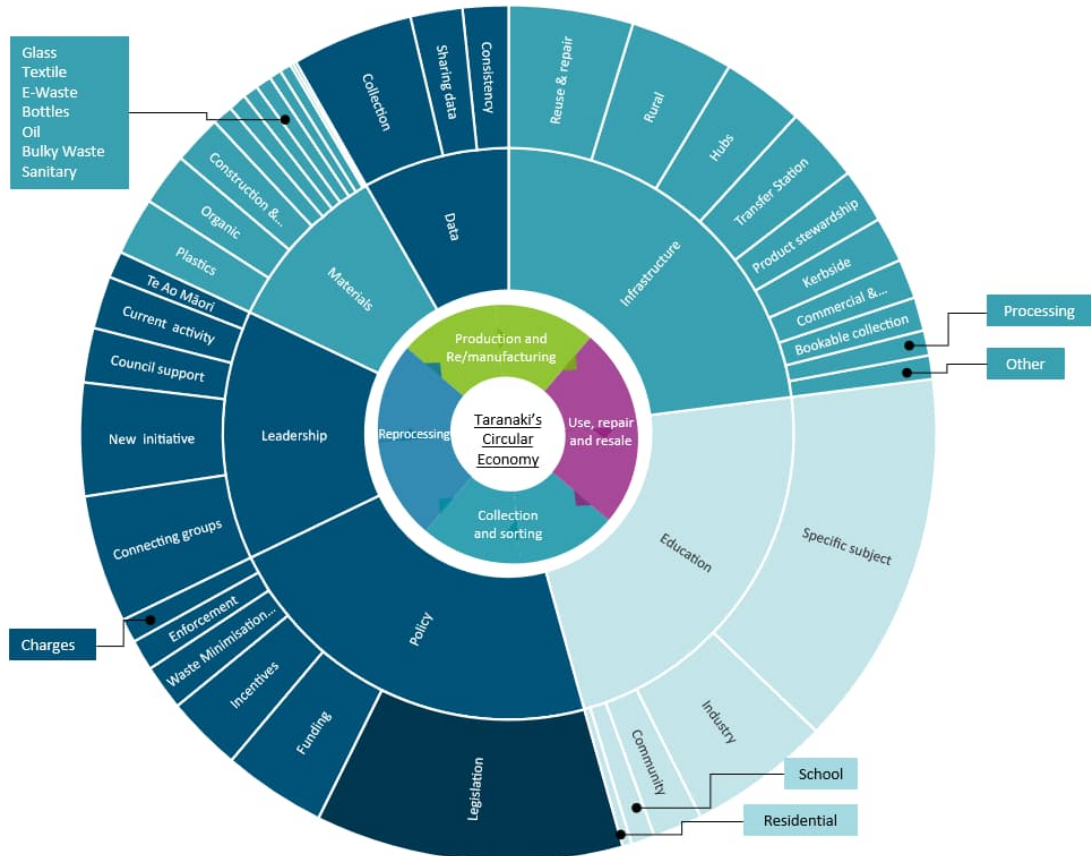 Glass
Textile
E-Waste
Bottles
Oil
Bulky Waste
Sanitary
Collection
Sharing data
Consistency
Reuse & repair
Rural
Hubs
Transfer Station
Product stewardship
Kerbside
Commercial &...
Bookable collection
Processing
Other
Construction &...
Organic
Plastics
Te Ao Māori
Current activity
Council support
New initiative
Connecting groups
Charges
Enforcement
Waste Minimisation...
Incentives
Funding
Legislation
Residential
School
Community
Industry
Specific subject
Data
Infrastructure
Education
Policy
Leadership
Materials
Production and
Re/manufacturing
Use, repair
and resale
Collection
and sorting
Reprocessing
Taranaki's
Circular
Economy